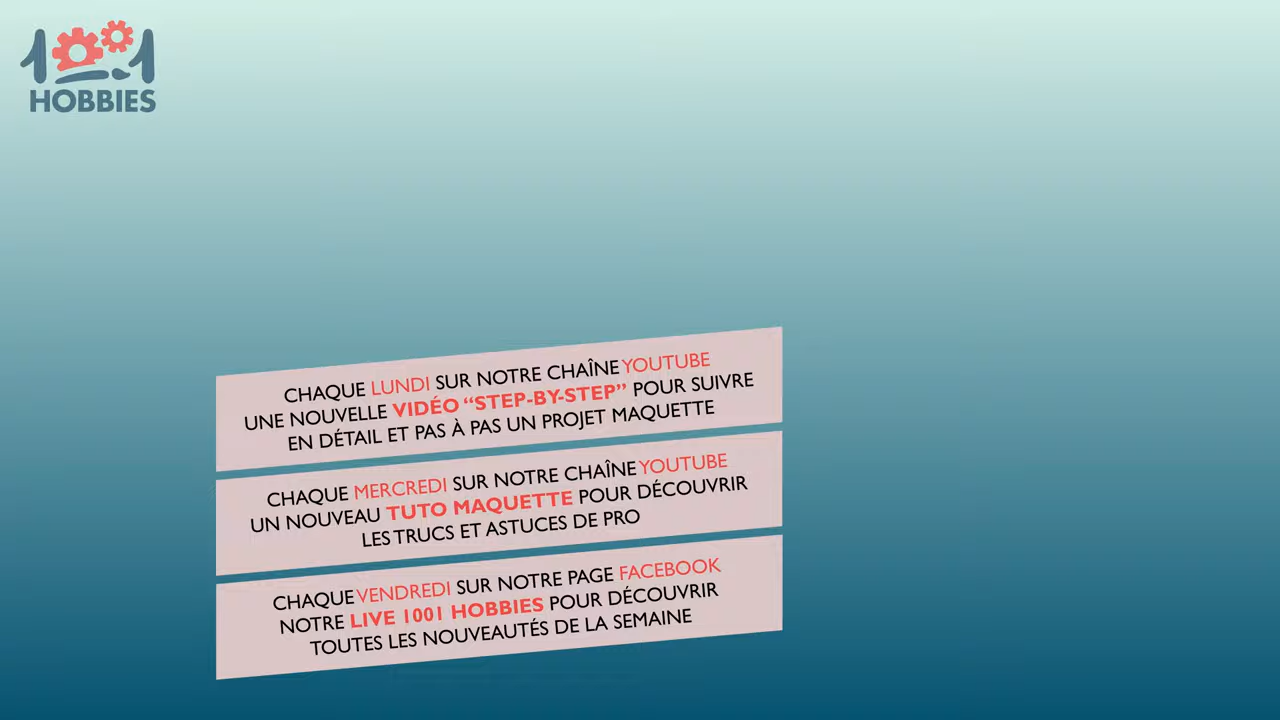 1001
HOBBIES
CHAQUE LUNDI SUR NOTRE CHAÎNE YOUTUBE
UNE NOUVELLE VIDÉO “STEP-BY-STEP” POUR SUIVRE
EN DÉTAIL ET PAS À PAS UN PROJET MAQUETTE
CHAQUE MERCREDI SUR NOTRE CHAÎNE YOUTUBE
UN NOUVEAU TUTO MAQUETTE POUR DÉCOUVRIR
LES TRUCS ET ASTUCES DE PRO
CHAQUE VENDREDI SUR NOTRE PAGE FACEBOOK
NOTRE LIVE 1001 HOBBIES POUR DÉCOUVRIR
TOUTES LES NOUVEAUTÉS DE LA SEMAINE